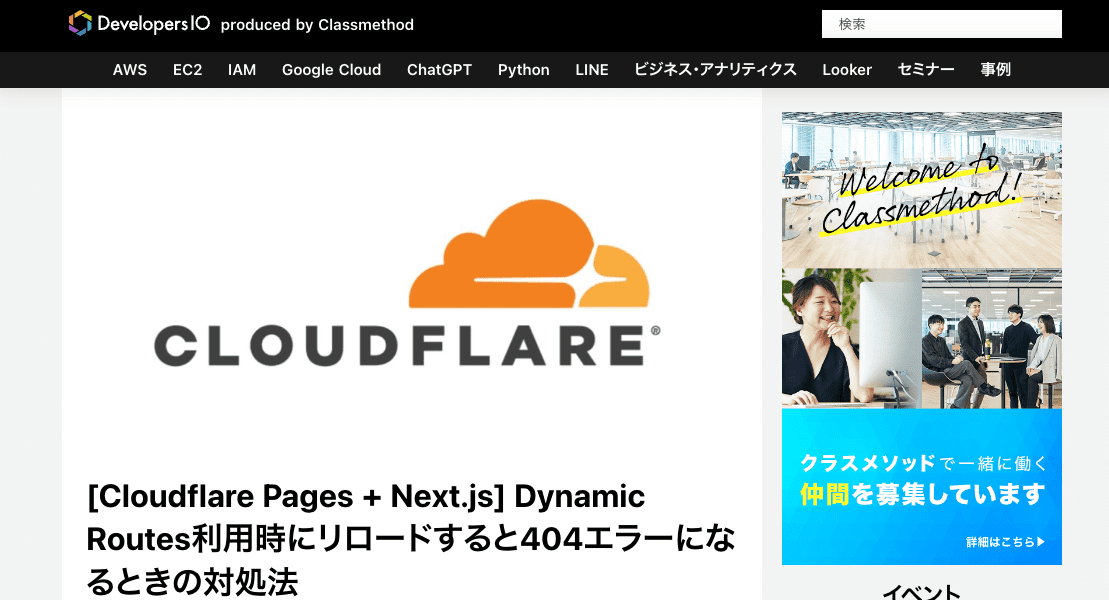 DevelopersIO produced by Classmethod
検索
AWS EC2 IAM Google Cloud ChatGPT Python LINE ビジネス・アナリティクス Looker セミナー 事例
CLOUDFLARE®
[Cloudflare Pages + Next.js] Dynamic
Routes利用時にリロードすると404エラーにな
るときの対処法
Welcome to
Classmethod!
クラスメソッドで一緒に働く
仲間を募集しています
詳細はこちら▶
イベント